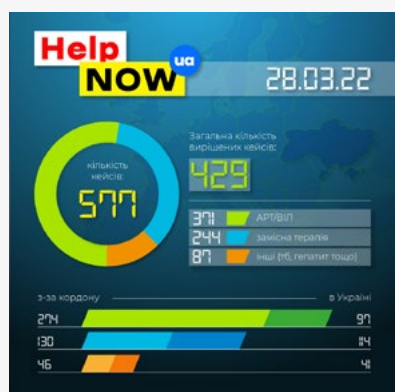 Help
NOW
ua
28.03.22
Загальна кількість
вирішених кейсів:
429
кількість
кейсів:
577
371 АРТ/ВІЛ
244 замісна терапія
87 інші (тб, гепатит тощо)
з-за кордону в Україні
274 97
130 114
46 41